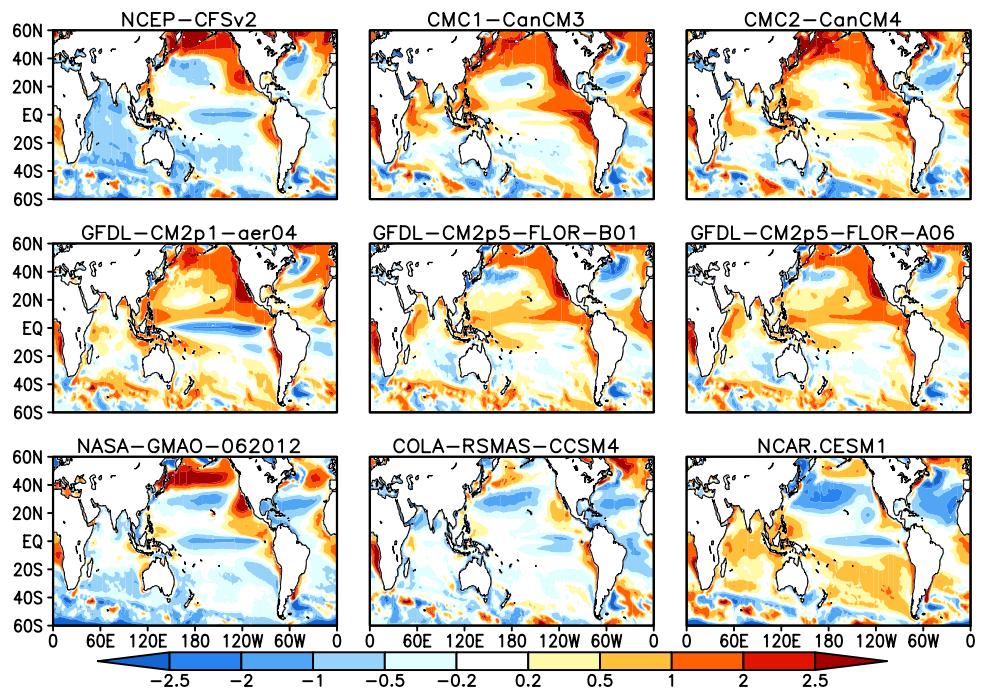 NCEP-CFSv2 CMC1-CanCM3 CMC2-CanCM4
60N
40N
20N
EQ
20S
40S
60S
GFDL-CM2p1-aer04 GFDL-CM2p5-FLOR-B01 GFDL-CM2p5-FLOR-A06
60N
40N
20N
EQ
20S
40S
60S
NASA-GMAO-062012 COLA-RSMAS-CCSM4 NCAR.CESM1
60N
40N
20N
EQ
20S
40S
60S
0 60E 120E 180 120W 60W 0 60E 120E 180 120W 60W 0 60E 120E 180 120W 60W 0
-2.5 -2 -1 -0.5 -0.2 0.2 0.5 1 2 2.5